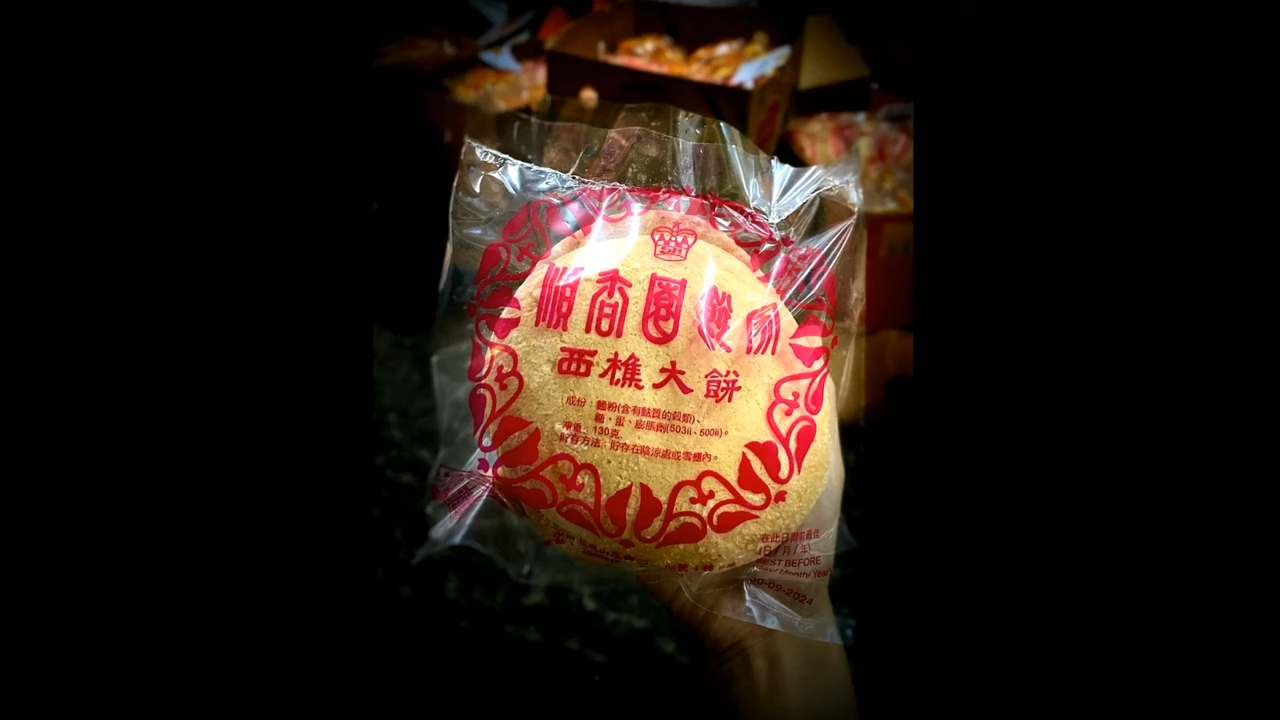 順香園餅家
西樵大餅
成份：麵粉(含有麩質的穀類)、
糖、蛋、膨脹劑(503ii、500ii)。
淨重：130克
貯存方法：貯存在陰涼處或雪櫃內。
在此日期前最佳
(日/月/年)
BEST BEFORE
Day/ Month/ Year
-09-2024